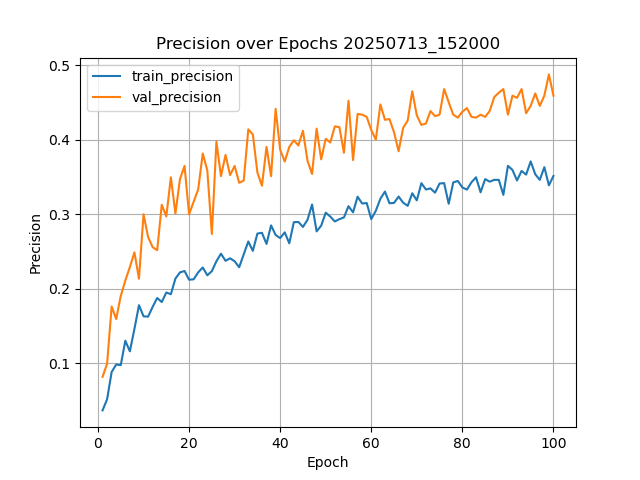 Precision over Epochs 20250713_152000
train_precision
val_precision
0.5
0.4
0.3
0.2
0.1
Precision
0 20 40 60 80 100
Epoch